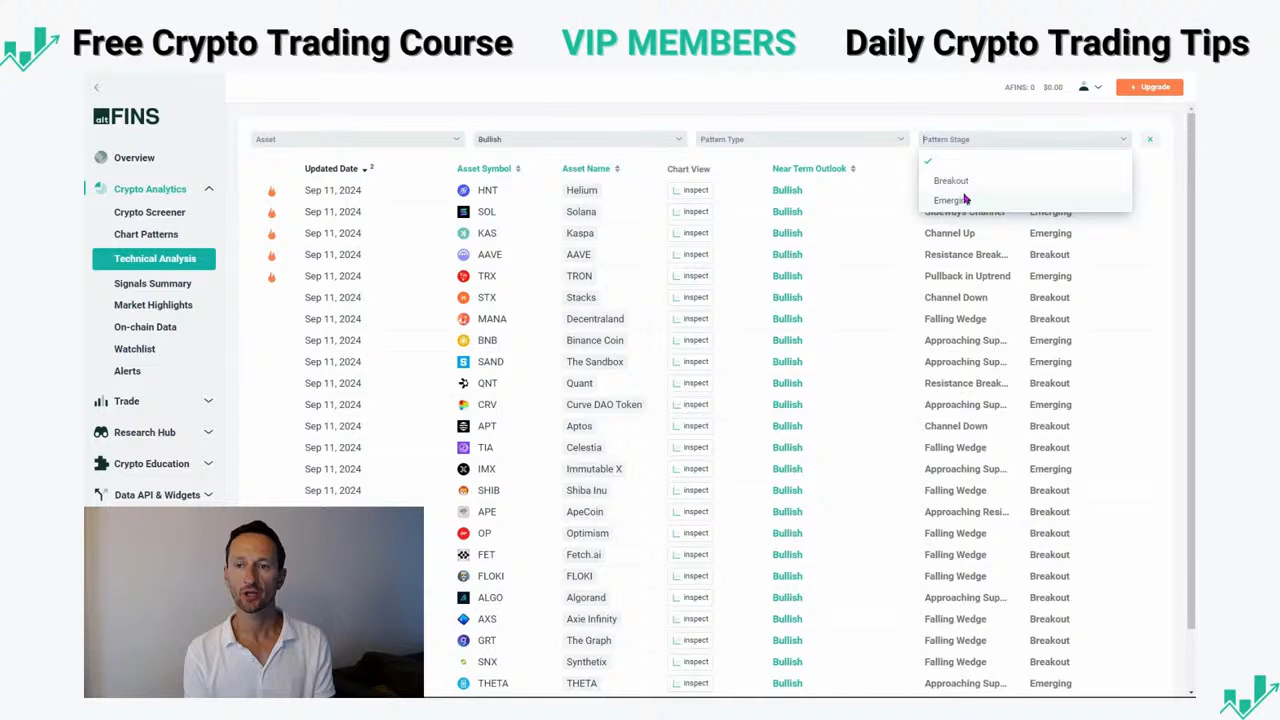 Free Crypto Trading Course VIP MEMBERS Daily Crypto Trading Tips
AFINS: 0 $0.00 Upgrade
altFINS
Asset Bullish Pattern Type Pattern Stage
Overview
Crypto Analytics
Crypto Screener
Chart Patterns
Technical Analysis
Signals Summary
Market Highlights
On-chain Data
Watchlist
Alerts
Trade
Research Hub
Crypto Education
Data API & Widgets
Breakout
Emerging
Updated Date 2 Asset Symbol Asset Name Chart View Near Term Outlook
Sep 11, 2024 HNT Helium inspect Bullish
Sep 11, 2024 SOL Solana inspect Bullish Sideways Channel Emerging
Sep 11, 2024 KAS Kaspa inspect Bullish Channel Up Emerging
Sep 11, 2024 AAVE AAVE inspect Bullish Resistance Break... Breakout
Sep 11, 2024 TRX TRON inspect Bullish Pullback in Uptrend Emerging
Sep 11, 2024 STX Stacks inspect Bullish Channel Down Breakout
Sep 11, 2024 MANA Decentraland inspect Bullish Falling Wedge Breakout
Sep 11, 2024 BNB Binance Coin inspect Bullish Approaching Sup... Breakout
Sep 11, 2024 SAND The Sandbox inspect Bullish Approaching Sup... Emerging
Sep 11, 2024 QNT Quant inspect Bullish Resistance Break... Breakout
Sep 11, 2024 CRV Curve DAO Token inspect Bullish Approaching Sup... Emerging
Sep 11, 2024 APT Aptos inspect Bullish Channel Down Breakout
Sep 11, 2024 TIA Celestia inspect Bullish Falling Wedge Breakout
Sep 11, 2024 IMX Immutable X inspect Bullish Approaching Sup... Emerging
Sep 11, 2024 SHIB Shiba Inu inspect Bullish Falling Wedge Breakout
APE ApeCoin inspect Bullish Approaching Resi... Breakout
OP Optimism inspect Bullish Falling Wedge Breakout
FET Fetch.ai inspect Bullish Falling Wedge Breakout
FLOKI FLOKI inspect Bullish Falling Wedge Breakout
ALGO Algorand inspect Bullish Approaching Sup... Breakout
AXS Axie Infinity inspect Bullish Falling Wedge Breakout
GRT The Graph inspect Bullish Falling Wedge Breakout
SNX Synthetix inspect Bullish Falling Wedge Breakout
THETA THETA inspect Bullish Approaching Sup... Emerging